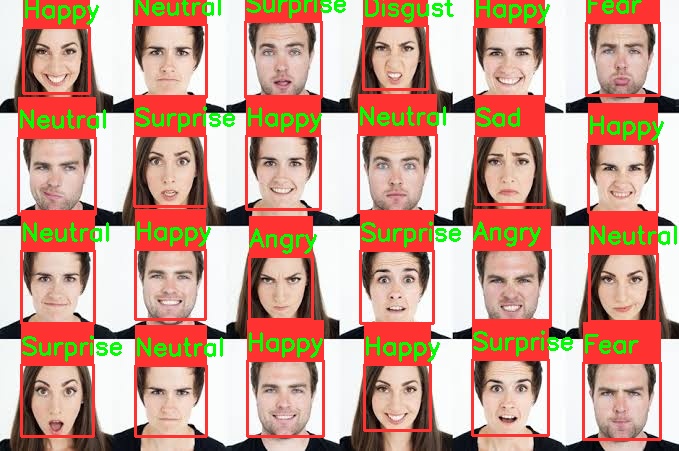 Happy
Neutral
Surprise
Disgust
Happy
Fear
Neutral
Surprise
Happy
Neutral
Sad
Happy
Neutral
Happy
Angry
Surprise
Angry
Neutral
Surprise
Neutral
Happy
Happy
Surprise
Fear